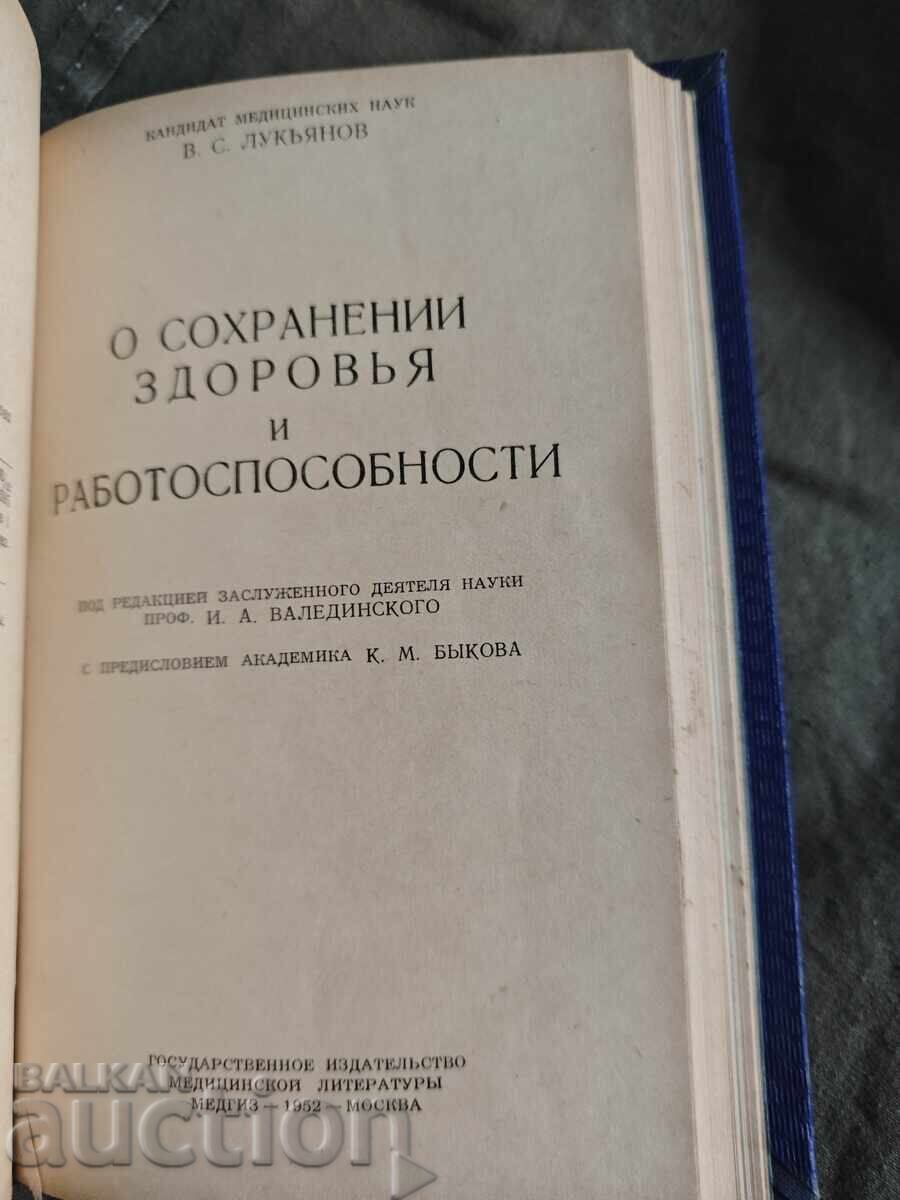 КАНДИДАТ МЕДИЦИНСКИХ НАУК
В. С. ЛУКЬЯНОВ
О СОХРАНЕНИИ
ЗДОРОВЬЯ
И
РАБОТОСПОСОБНОСТИ
ПОД РЕДАКЦИЕЙ ЗАСЛУЖЕННОГО ДЕЯТЕЛЯ НАУКИ
ПРОФ. И. А. ВАЛЕДИНСКОГО
С ПРЕДИСЛОВИЕМ АКАДЕМИКА К. М. БЫКОВА
ГОСУДАРСТВЕННОЕ ИЗДАТЕЛЬСТВО
МЕДИЦИНСКОЙ ЛИТЕРАТУРЫ
МЕДГИЗ — 1952 — МОСКВА
BALKAN
auction